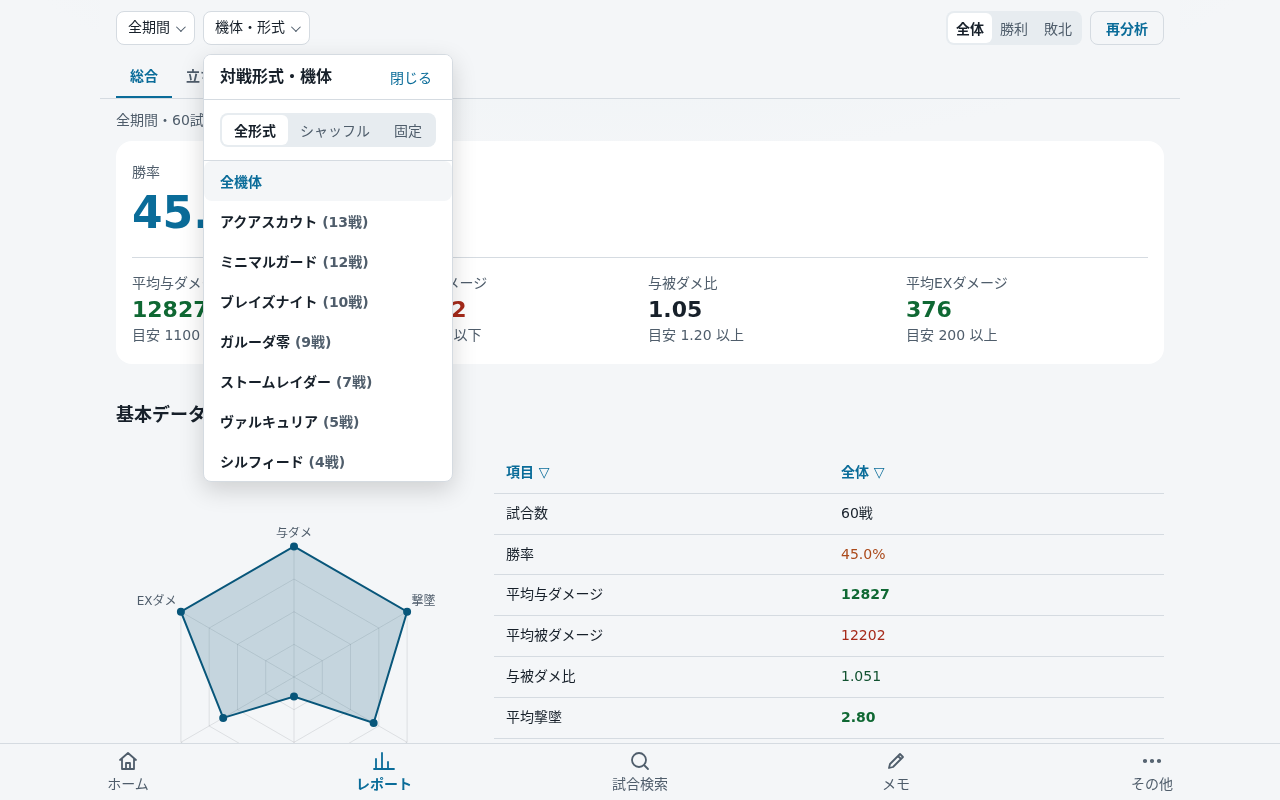 全期間
機体・形式
全体 勝利 敗北
再分析
総合 立
全期間・60試
対戦形式・機体 閉じる
全形式 シャッフル 固定
全機体
アクアスカウト (13戦)
ミニマルガード (12戦)
ブレイズナイト (10戦)
ガルーダ零 (9戦)
ストームレイダー (7戦)
ヴァルキュリア (5戦)
シルフィード (4戦)
勝率
45.
平均与ダメ メージ 与被ダメ比 平均EXダメージ
12827 2 1.05 376
目安 1100 以下 目安 1.20 以上 目安 200 以上
基本データ
与ダメ
EXダメ 撃墜
項目 ▽ 全体 ▽
試合数 60戦
勝率 45.0%
平均与ダメージ 12827
平均被ダメージ 12202
与被ダメ比 1.051
平均撃墜 2.80
ホーム レポート 試合検索 メモ その他